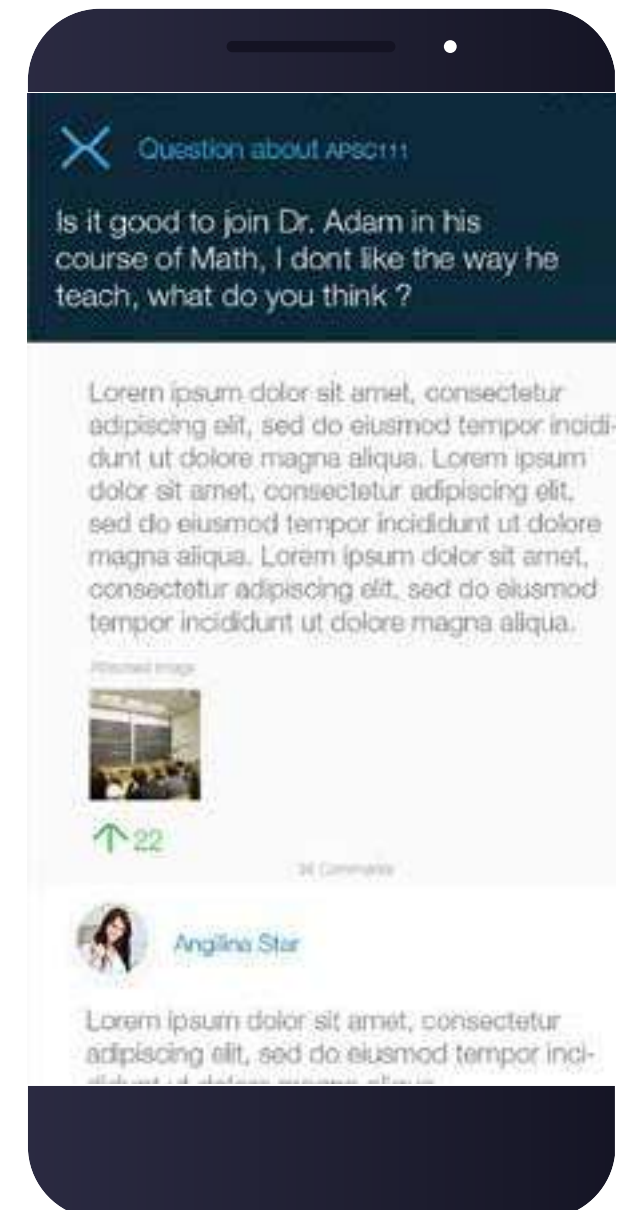 Question about APSC111
Is it good to join Dr. Adam in his
course of Math, I dont like the way he
teach, what do you think ?
Lorem ipsum dolor sit amet, consectetur
adipiscing elit, sed do eiusmod tempor incidi-
dunt ut dolore magna aliqua. Lorem ipsum
dolor sit amet, consectetur adipiscing elit,
sed do eiusmod tempor incididunt ut dolore
magna aliqua. Lorem ipsum dolor sit amet,
consectetur adipiscing elit, sed do eiusmod
tempor incididunt ut dolore magna aliqua.
Attached image
22
Comments
Angilina Star
Lorem ipsum dolor sit amet, consectetur
adipiscing elit, sed do eiusmod tempor inci-
didunt ut dolore magna aliqua